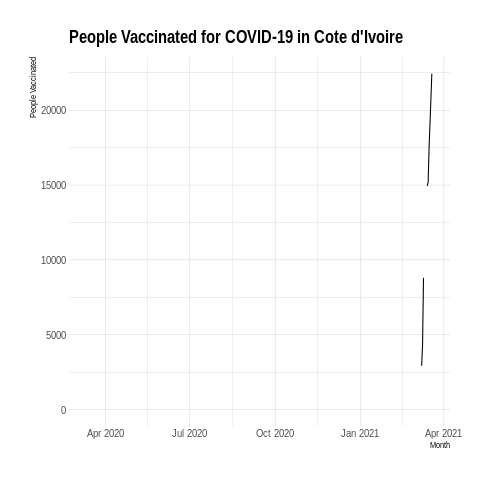 People Vaccinated for COVID-19 in Cote d'Ivoire
People Vaccinated
20000
15000
10000
5000
0
Apr 2020 Jul 2020 Oct 2020 Jan 2021 Apr 2021
Month